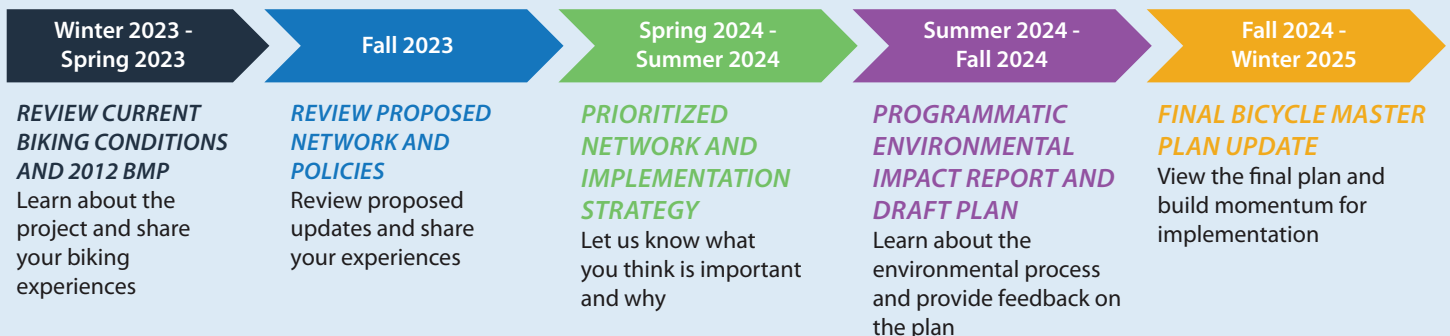 Winter 2023 -
Spring 2023
Fall 2023
Spring 2024 -
Summer 2024
Summer 2024 -
Fall 2024
Fall 2024 -
Winter 2025
REVIEW CURRENT
BIKING CONDITIONS
AND 2012 BMP
Learn about the
project and share
your biking
experiences
REVIEW PROPOSED
NETWORK AND
POLICIES
Review proposed
updates and share
your experiences
PRIORITIZED
NETWORK AND
IMPLEMENTATION
STRATEGY
Let us know what
you think is important
and why
PROGRAMMATIC
ENVIRONMENTAL
IMPACT REPORT AND
DRAFT PLAN
Learn about the
environmental process
and provide feedback on
the plan
FINAL BICYCLE MASTER
PLAN UPDATE
View the final plan and
build momentum for
implementation